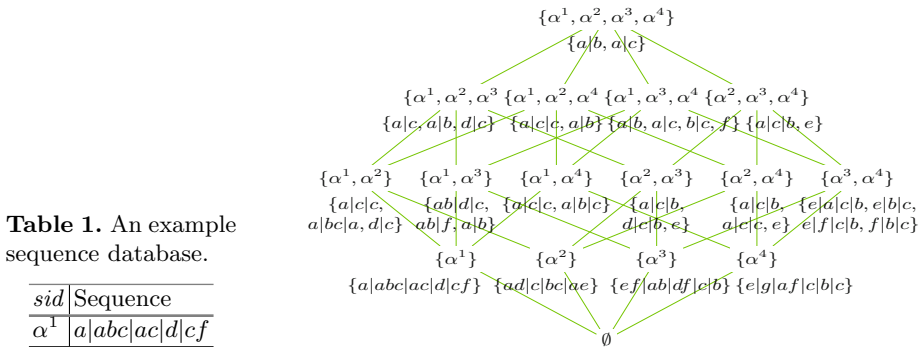 {α¹, α², α³, α⁴}
{a|b, a|c}
{α¹, α², α³ {α¹, α², α⁴ {α¹, α³, α⁴ {α², α³, α⁴}
{a|c, a|b, d|c} {a|c|c, a|b} {a|b, a|c, b|c, f} {a|c|b, e}
{α¹, α²} {α¹, α³} {α¹, α⁴} {α², α³} {α², α⁴} {α³, α⁴}
{a|c|c, {ab|d|c, {a|c|c, a|b|c} {a|c|b, {a|c|b, {e|a|c|b, e|b|c,
a|bc|a, d|c} ab|f, a|b} d|c|b, e} a|c|c, e} e|f|c|b, f|b|c}
{α¹} {α²} {α³} {α⁴}
{a|abc|ac|d|cf} {ad|c|bc|ae} {ef|ab|df|c|b} {e|g|af|c|b|c}
∅
Table 1. An example
sequence database.
sid|Sequence
α¹ |a|abc|ac|d|cf